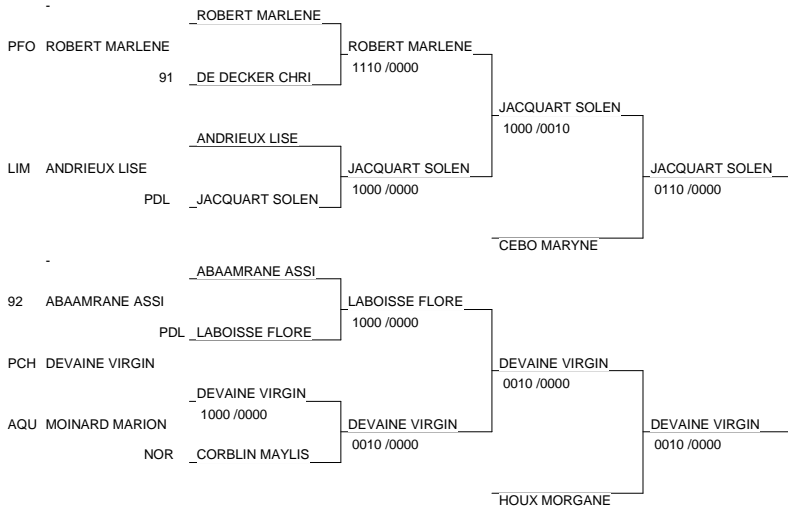 -
ROBERT MARLENE
PFO ROBERT MARLENE
ROBERT MARLENE
1110 /0000
91 DE DECKER CHRI
JACQUART SOLEN
1000 /0010
ANDRIEUX LISE
LIM ANDRIEUX LISE
JACQUART SOLEN
1000 /0000
JACQUART SOLEN
0110 /0000
PDL JACQUART SOLEN
CEBO MARYNE
-
ABAAMRANE ASSI
92 ABAAMRANE ASSI
LABOISSE FLORE
1000 /0000
PDL LABOISSE FLORE
PCH DEVAINE VIRGIN
DEVAINE VIRGIN
0010 /0000
DEVAINE VIRGIN
1000 /0000
AQU MOINARD MARION
DEVAINE VIRGIN
0010 /0000
DEVAINE VIRGIN
0010 /0000
NOR CORBLIN MAYLIS
HOUX MORGANE